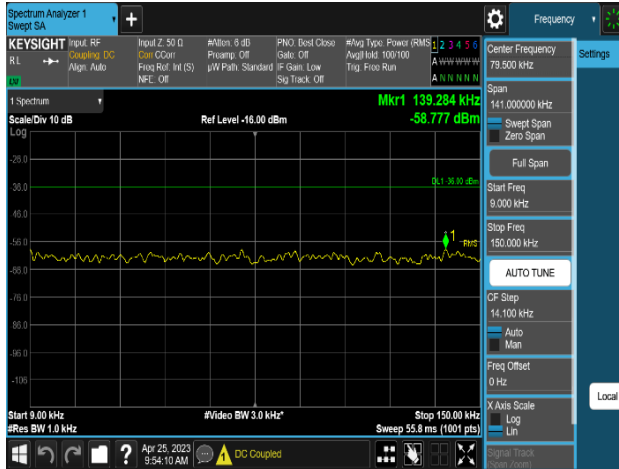 Spectrum Analyzer 1
Swept SA
+
Frequency
KEYSIGHT
Input: RF
Input Z: 50 Ω
#Atten: 6 dB
PNO: Best Close
#Avg Type: Power (RMS
1 2 3 4 5 6
RL
Coupling: DC
Corr CCorr
Preamp: Off
Gate: Off
Avg|Hold: 100/100
A W W W W W
Align: Auto
Freq Ref: Int (S)
µW Path: Standard
IF Gain: Low
Trig: Free Run
NFE: Off
Sig Track: Off
A N N N N N
1 Spectrum
Mkr1 139.284 kHz
Scale/Div 10 dB
Ref Level -16.00 dBm
-58.777 dBm
Log
-26.0
-36.0
-46.0
-56.0
-66.0
-76.0
-86.0
-96.0
-106
DL1 -36.00 dBm
1
RMS
Start 9.00 kHz
#Video BW 3.0 kHz*
Stop 150.00 kHz
#Res BW 1.0 kHz
Sweep 55.8 ms (1001 pts)
Center Frequency
79.500 kHz
Settings
Span
141.000000 kHz
Swept Span
Zero Span
Full Span
Start Freq
9.000 kHz
Stop Freq
150.000 kHz
AUTO TUNE
CF Step
14.100 kHz
Auto
Man
Freq Offset
0 Hz
Local
X Axis Scale
Log
Lin
Signal Track
(Span Zoom)
?
Apr 25, 2023
9:54:10 AM
DC Coupled